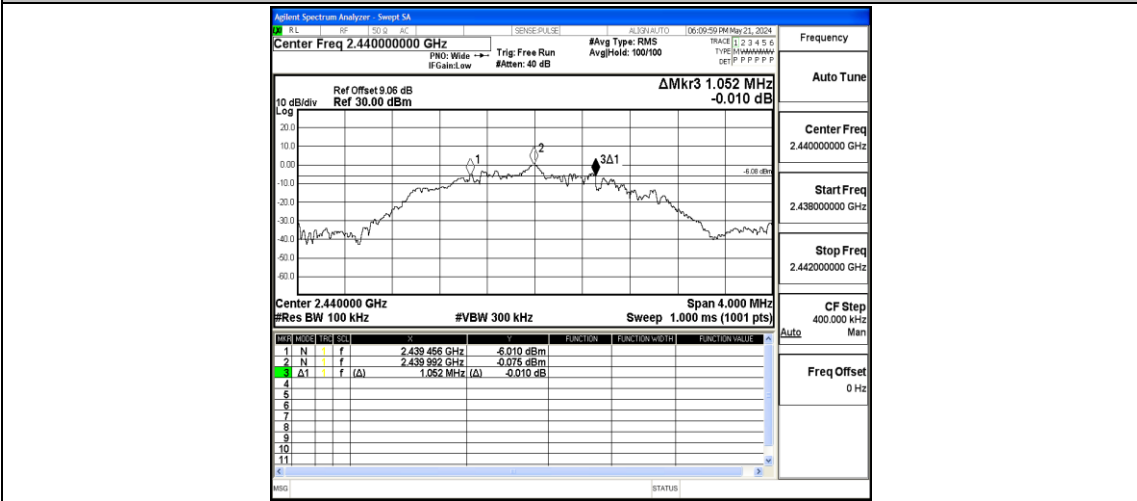 Agilent Spectrum Analyzer - Swept SA
RL RF 50 Ω AC SENSE:PULSE ALIGN AUTO 06:09:59 PM May 21, 2024
Center Freq 2.440000000 GHz
PNO: Wide
IFGain:Low
Trig: Free Run
#Atten: 40 dB
#Avg Type: RMS
Avg|Hold: 100/100
TRACE 1 2 3 4 5 6
TYPE MWWWWW
DET P P P P P P
Frequency
Auto Tune
Center Freq
2.440000000 GHz
Start Freq
2.438000000 GHz
Stop Freq
2.442000000 GHz
CF Step
400.000 kHz
Auto Man
Freq Offset
0 Hz
ΔMkr3 1.052 MHz
-0.010 dB
Ref Offset 9.06 dB
10 dB/div Ref 30.00 dBm
Log
20.0
10.0
0.00
-10.0
-20.0
-30.0
-40.0
-50.0
-60.0
1
2
3Δ1
-6.08 dBm
Center 2.440000 GHz Span 4.000 MHz
#Res BW 100 kHz #VBW 300 kHz Sweep 1.000 ms (1001 pts)
MKR MODE TRC SCL X Y FUNCTION FUNCTION WIDTH FUNCTION VALUE
1 N 1 f 2.439 456 GHz -6.010 dBm
2 N 1 f 2.439 992 GHz -0.075 dBm
3 Δ1 1 f (Δ) 1.052 MHz (Δ) -0.010 dB
4
5
6
7
8
9
10
11
MSG STATUS